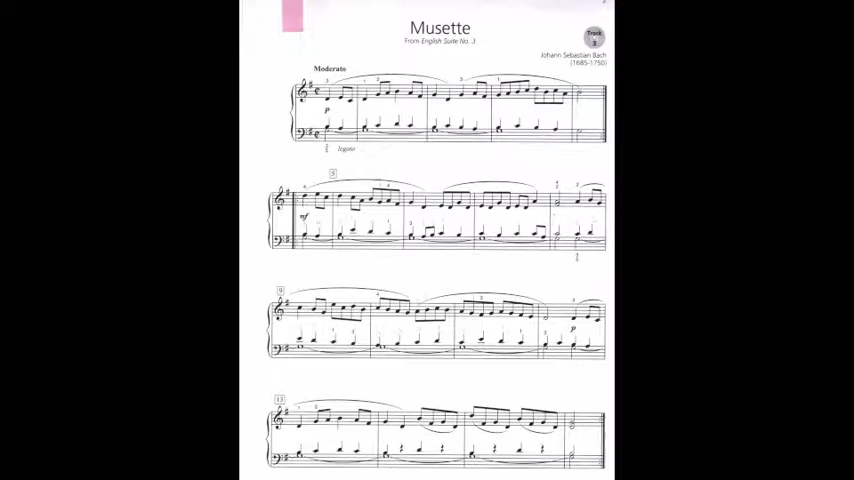 Musette
From English Suite No. 3
Track
3
Johann Sebastian Bach
(1685-1750)
Moderato
p
legato
5
mf
9
p
13